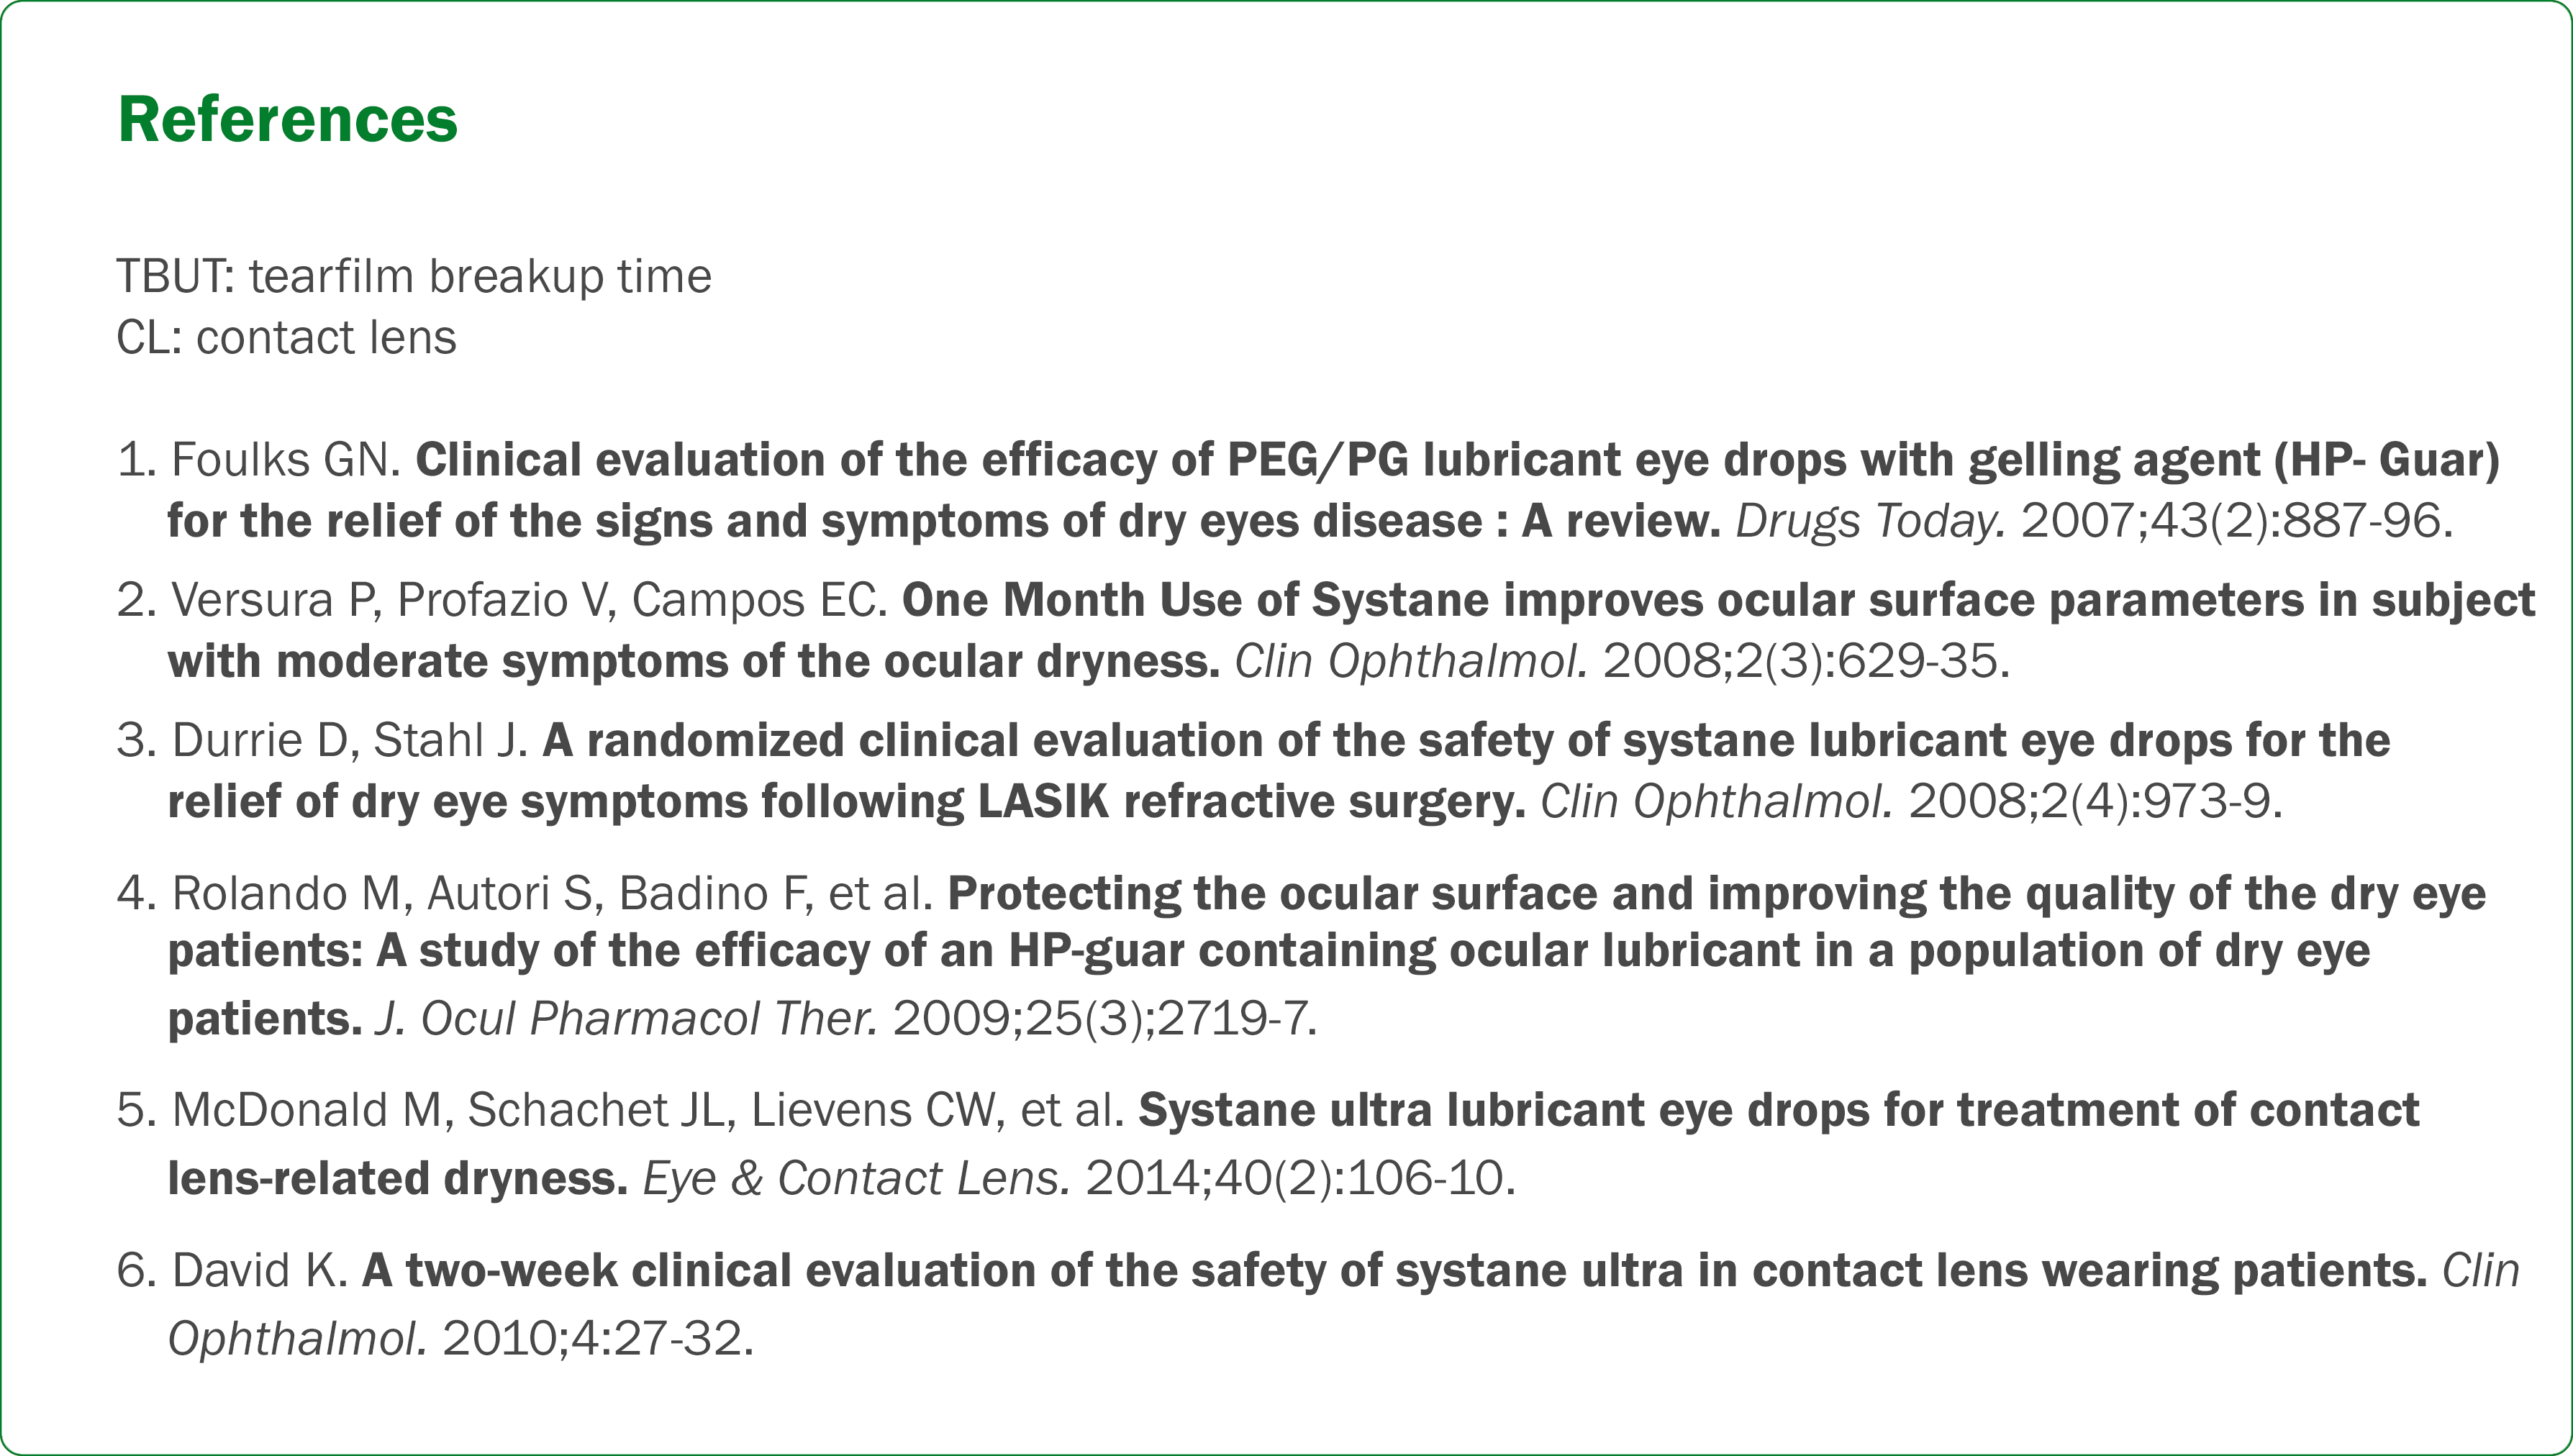 References
TBUT: tearfilm breakup time
CL: contact lens
1. Foulks GN. Clinical evaluation of the efficacy of PEG/PG lubricant eye drops with gelling agent (HP- Guar)
for the relief of the signs and symptoms of dry eyes disease : A review. Drugs Today. 2007;43(2):887-96.
2. Versura P, Profazio V, Campos EC. One Month Use of Systane improves ocular surface parameters in subject
with moderate symptoms of the ocular dryness. Clin Ophthalmol. 2008;2(3):629-35.
3. Durrie D, Stahl J. A randomized clinical evaluation of the safety of systane lubricant eye drops for the
relief of dry eye symptoms following LASIK refractive surgery. Clin Ophthalmol. 2008;2(4):973-9.
4. Rolando M, Autori S, Badino F, et al. Protecting the ocular surface and improving the quality of the dry eye
patients: A study of the efficacy of an HP-guar containing ocular lubricant in a population of dry eye
patients. J. Ocul Pharmacol Ther. 2009;25(3);2719-7.
5. McDonald M, Schachet JL, Lievens CW, et al. Systane ultra lubricant eye drops for treatment of contact
lens-related dryness. Eye & Contact Lens. 2014;40(2):106-10.
6. David K. A two-week clinical evaluation of the safety of systane ultra in contact lens wearing patients. Clin
Ophthalmol. 2010;4:27-32.